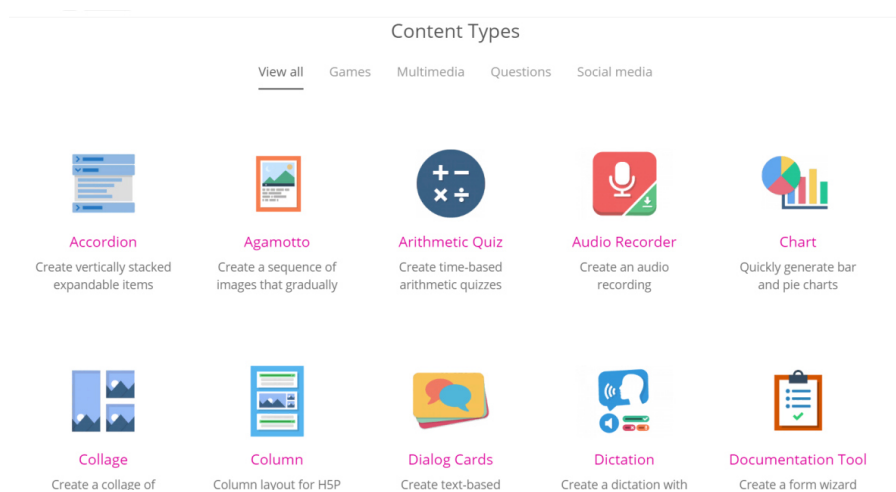 Content Types
View all Games Multimedia Questions Social media
Accordion Agamotto Arithmetic Quiz Audio Recorder Chart
Create vertically stacked Create a sequence of Create time-based Create an audio Quickly generate bar
expandable items images that gradually arithmetic quizzes recording and pie charts
Collage Column Dialog Cards Dictation Documentation Tool
Create a collage of Column layout for H5P Create text-based Create a dictation with Create a form wizard